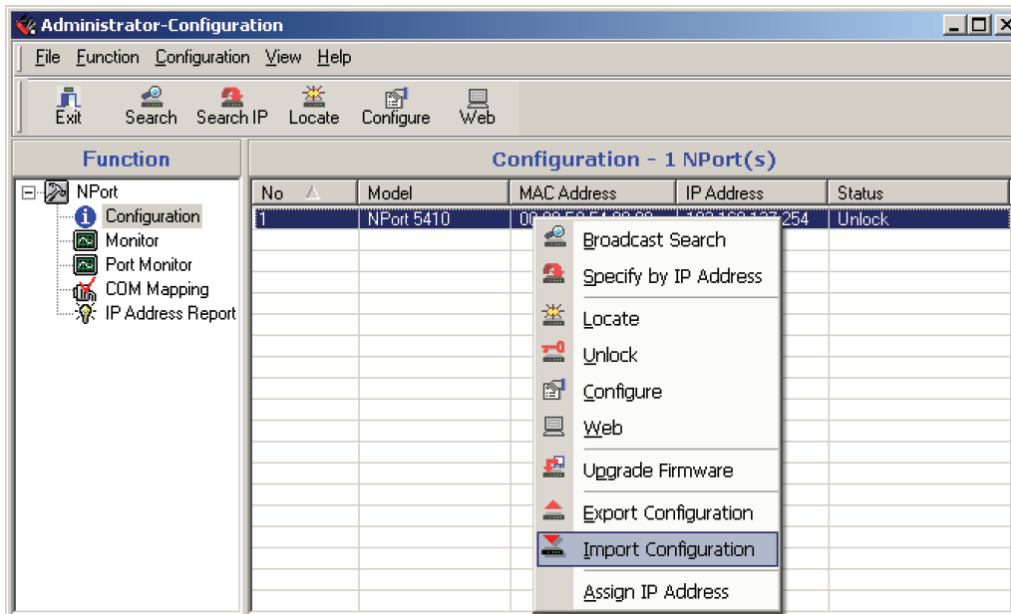 Administrator-Configuration
File Function Configuration View Help
Exit Search Search IP Locate Configure Web
Function
Configuration - 1 NPort(s)
NPort
Configuration
Monitor
Port Monitor
COM Mapping
IP Address Report
No Model MAC Address IP Address Status
1 NPort 5410 254 Unlock
Broadcast Search
Specify by IP Address
Locate
Unlock
Configure
Web
Upgrade Firmware
Export Configuration
Import Configuration
Assign IP Address